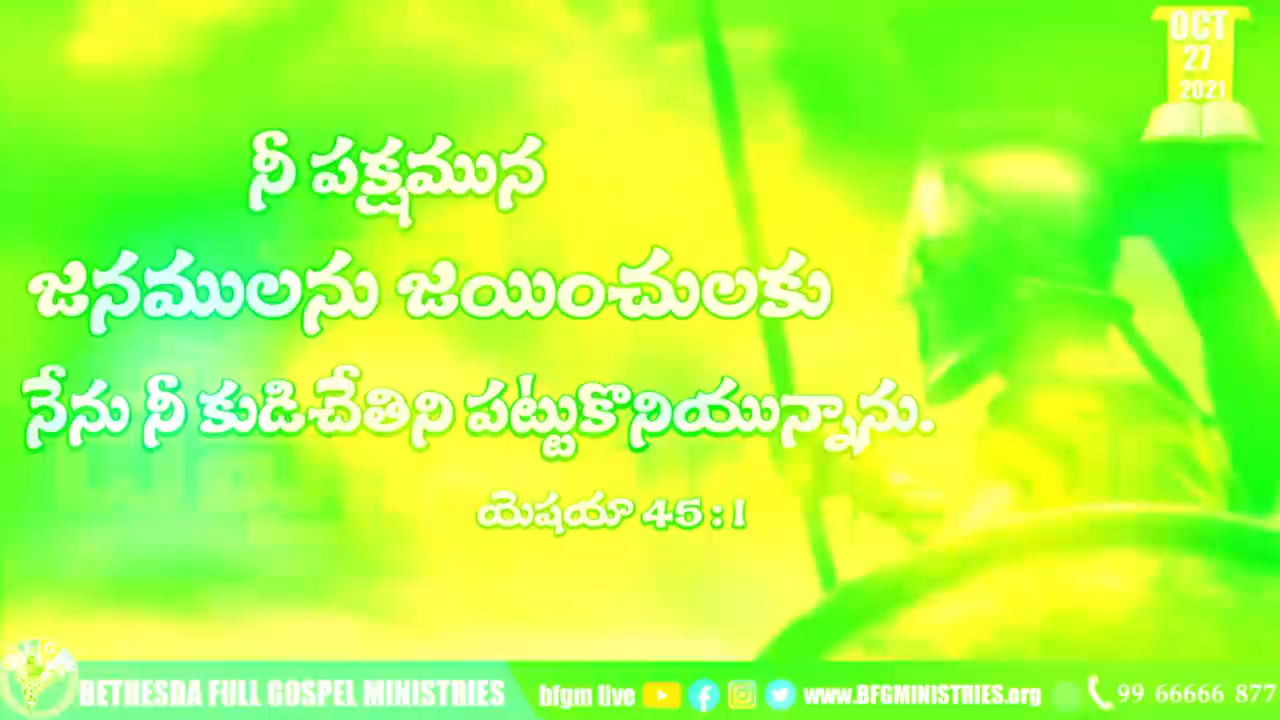 OCT
27
2021
నీ పక్షమున
జనములను జయించులకు
నేను నీ కుడిచేతిని పట్టుకొనియున్నాను.
యెషయా 45 : 1
BETHESDA FULL GOSPEL MINISTRIES bfgm live www.BFGMINISTRIES.org 99 66666 877